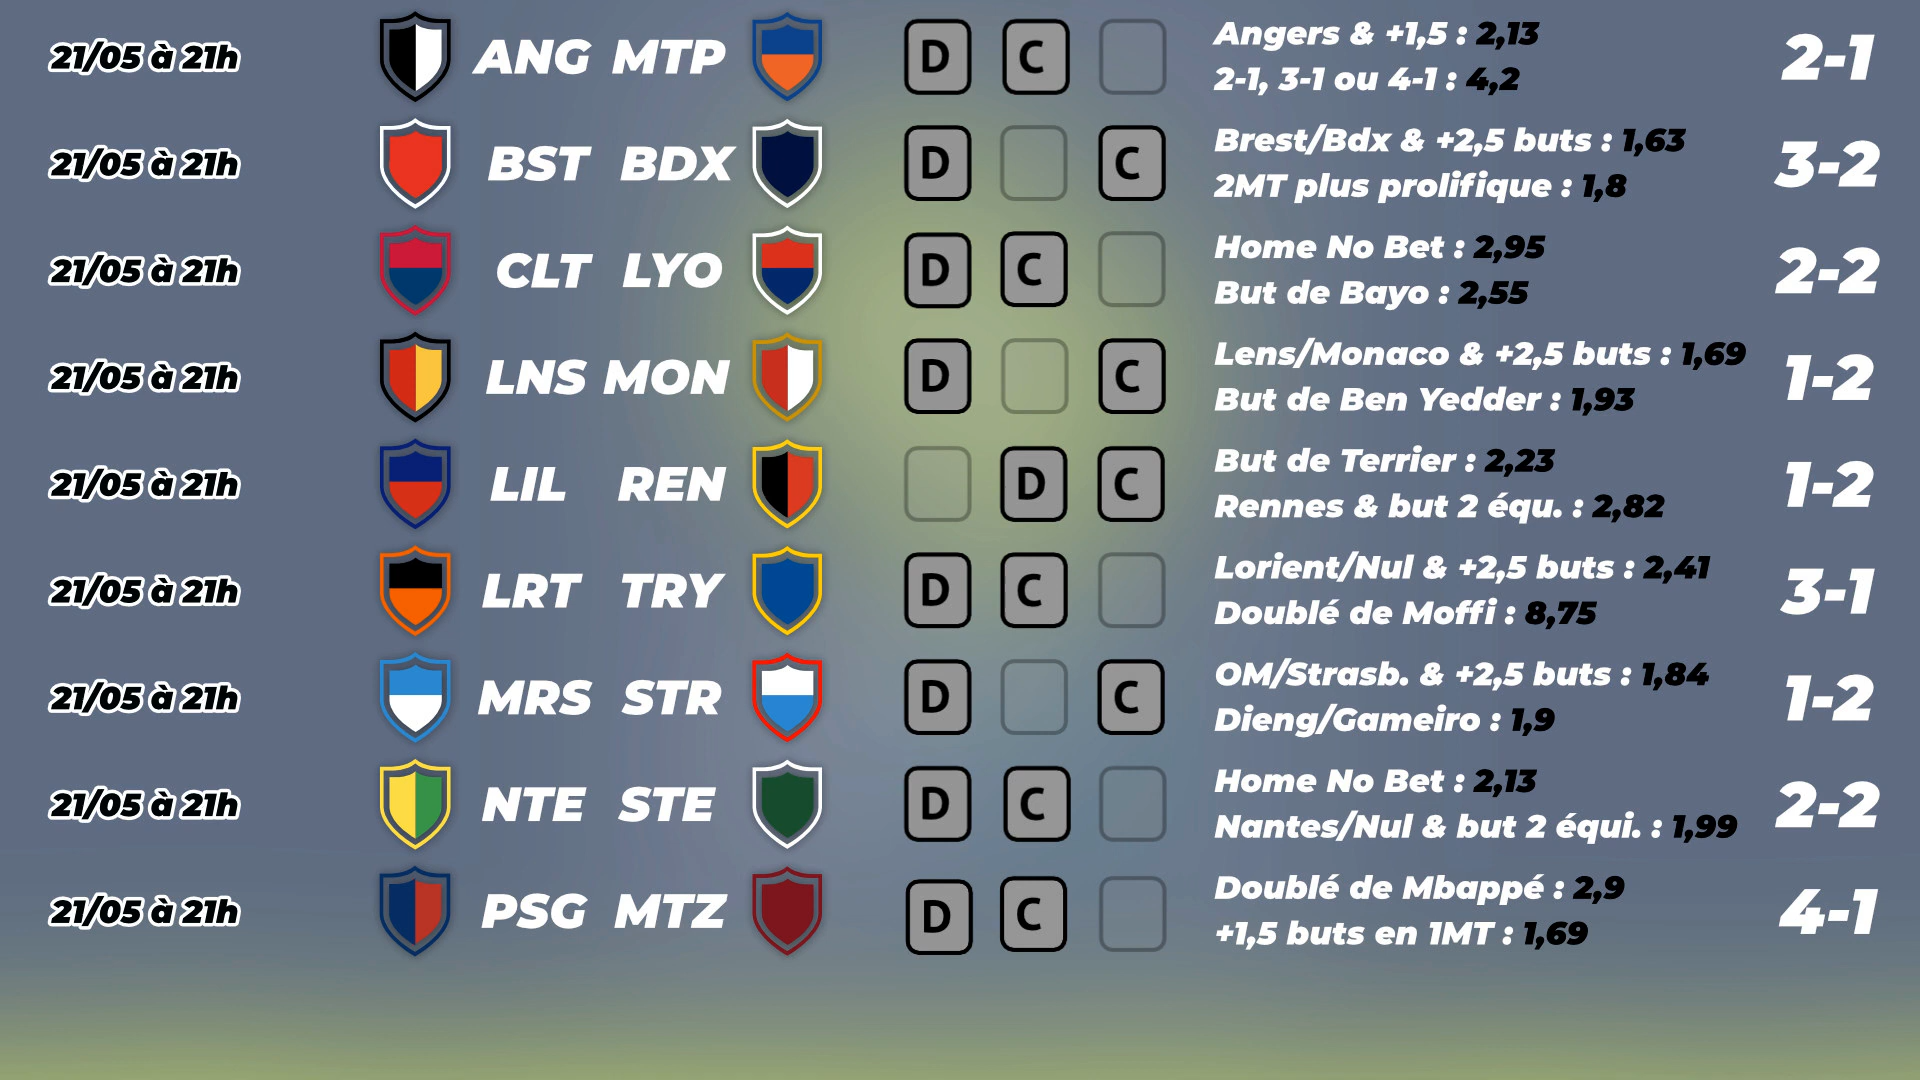 21/05 à 21h ANG MTP D C Angers & +1,5 : 2,13 2-1
2-1, 3-1 ou 4-1 : 4,2
21/05 à 21h BST BDX D C Brest/Bdx & +2,5 buts : 1,63 3-2
2MT plus prolifique : 1,8
21/05 à 21h CLT LYO D C Home No Bet : 2,95 2-2
But de Bayo : 2,55
21/05 à 21h LNS MON D C Lens/Monaco & +2,5 buts : 1,69 1-2
But de Ben Yedder : 1,93
21/05 à 21h LIL REN D C But de Terrier : 2,23 1-2
Rennes & but 2 équ. : 2,82
21/05 à 21h LRT TRY D C Lorient/Nul & +2,5 buts : 2,41 3-1
Doublé de Moffi : 8,75
21/05 à 21h MRS STR D C OM/Strasb. & +2,5 buts : 1,84 1-2
Dieng/Gameiro : 1,9
21/05 à 21h NTE STE D C Home No Bet : 2,13 2-2
Nantes/Nul & but 2 équi. : 1,99
21/05 à 21h PSG MTZ D C Doublé de Mbappé : 2,9 4-1
+1,5 buts en 1MT : 1,69